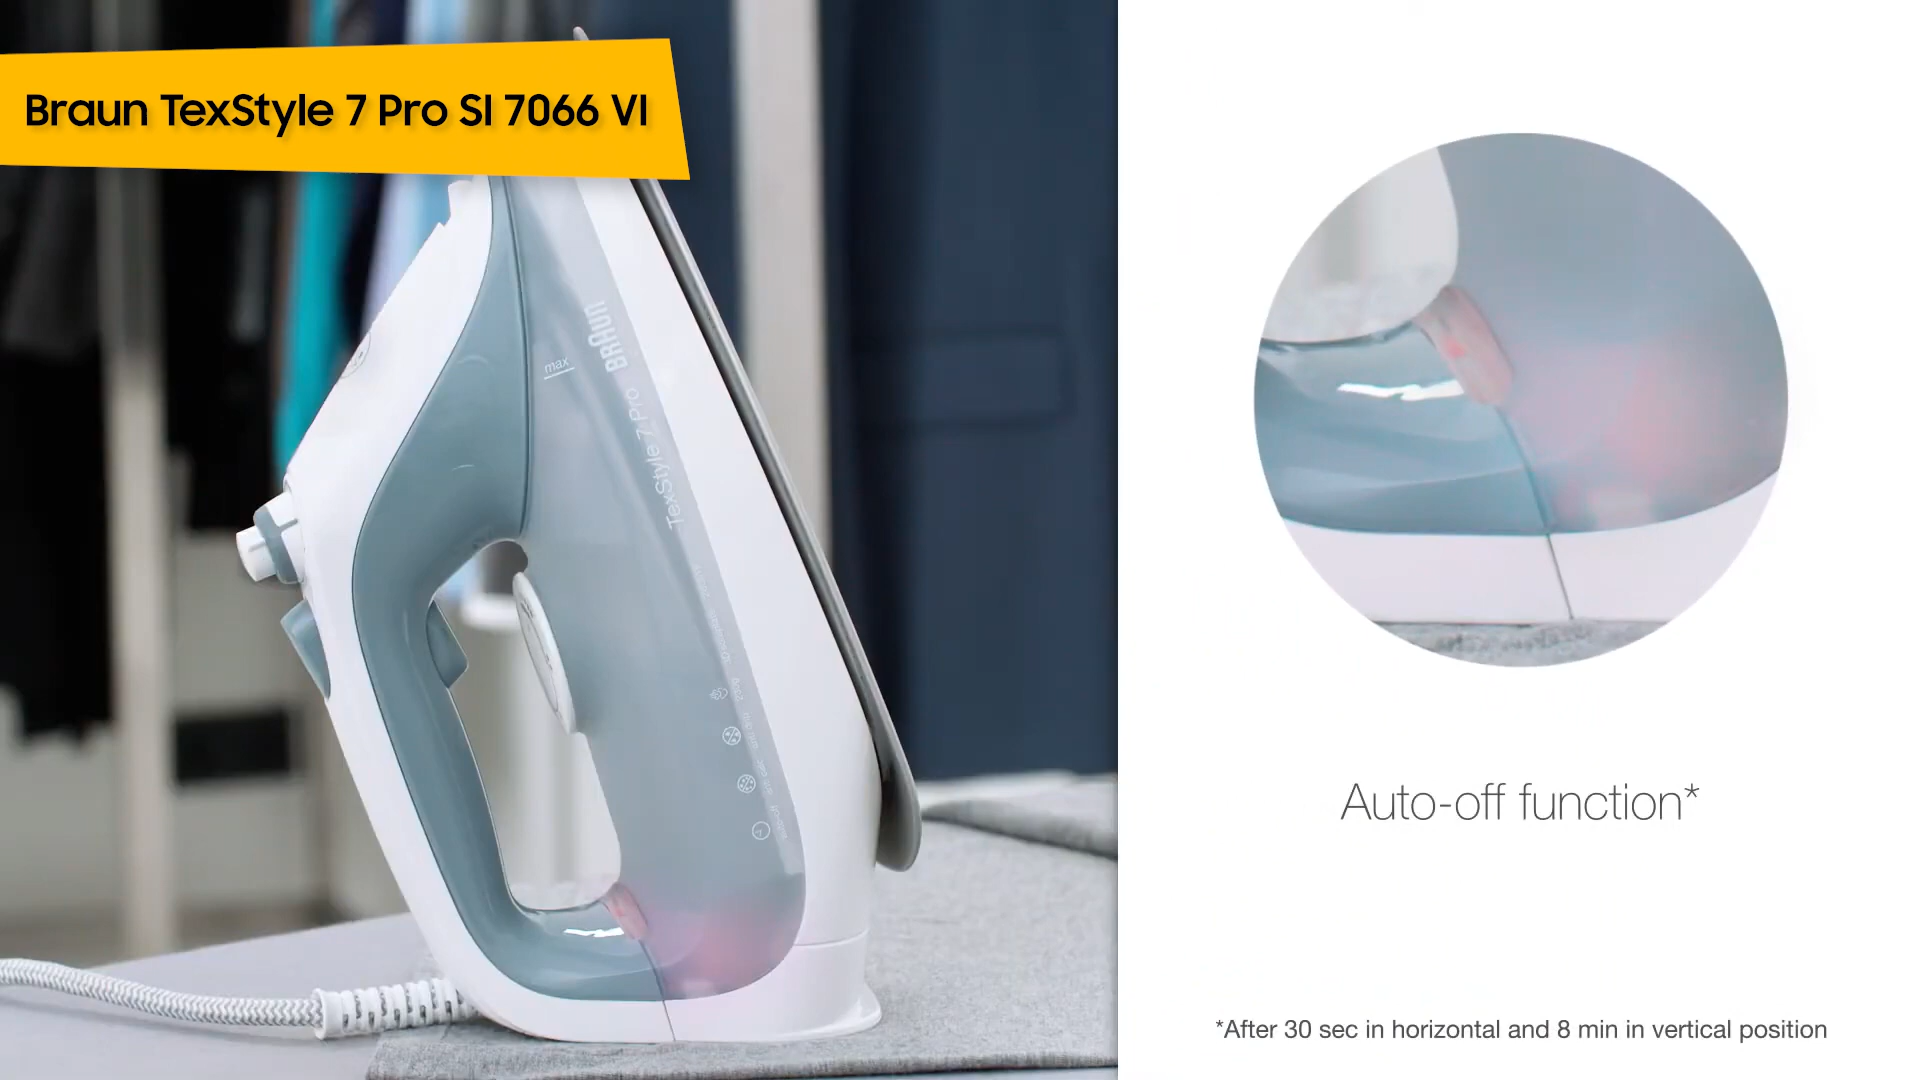 Braun TexStyle 7 Pro SI 7066 VI
max
BRAUN
TexStyle 7 Pro
Auto-off function*
*After 30 sec in horizontal and 8 min in vertical position